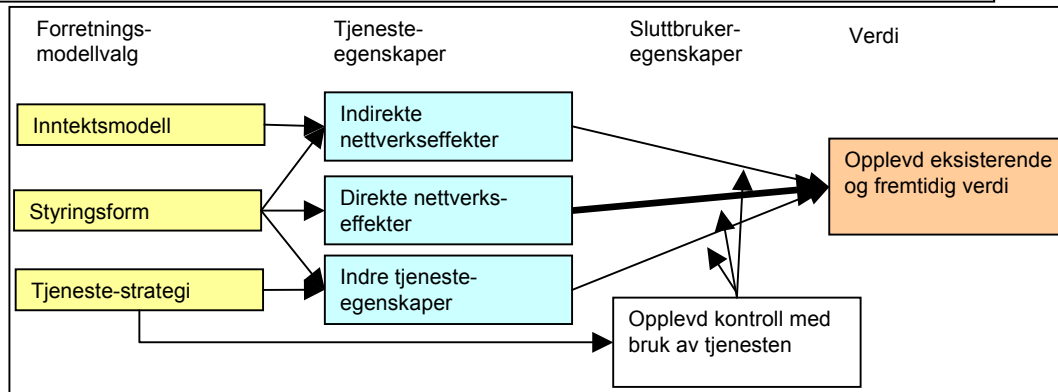 Forretnings-
modellvalg
Tjeneste-
egenskaper
Sluttbruker-
egenskaper
Verdi
Inntektsmodell
Styringsform
Tjeneste-strategi
Indirekte
nettverkseffekter
Direkte nettverks-
effekter
Indre tjeneste-
egenskaper
Opplevd kontroll med
bruk av tjenesten
Opplevd eksisterende
og fremtidig verdi